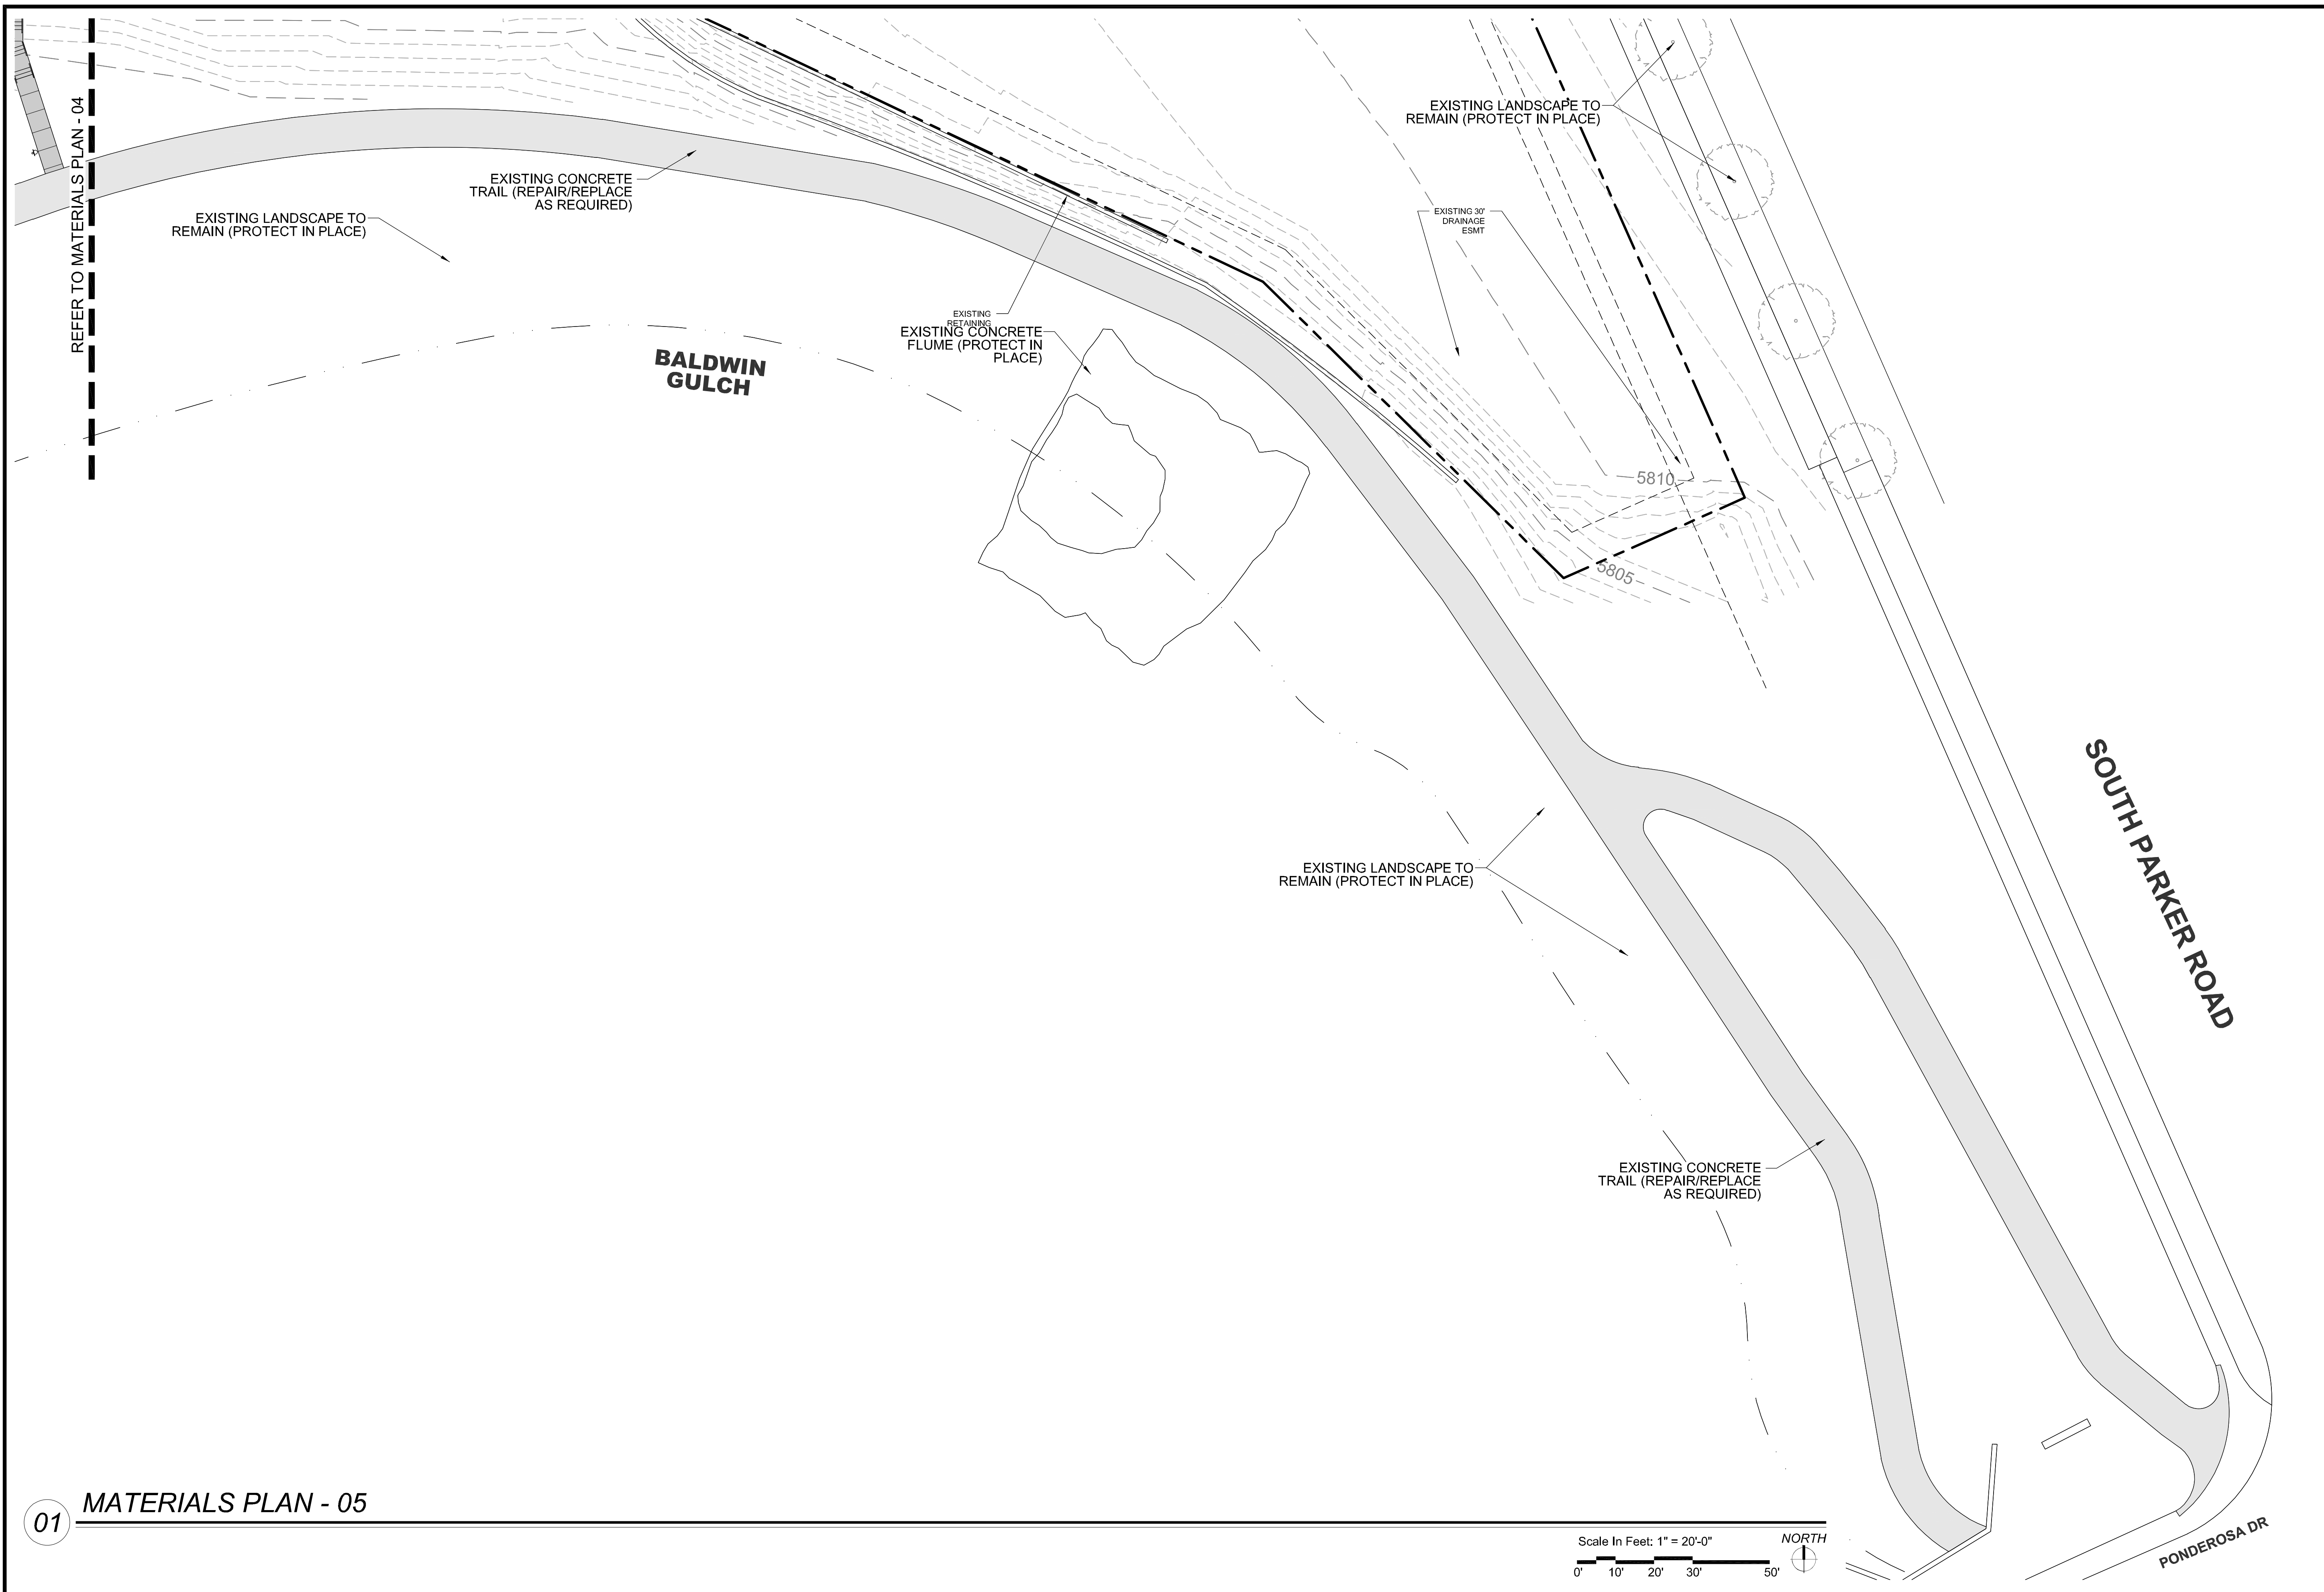 REFER TO MATERIALS PLAN - 04
EXISTING LANDSCAPE TO
REMAIN (PROTECT IN PLACE)
EXISTING CONCRETE
TRAIL (REPAIR/REPLACE
AS REQUIRED)
EXISTING LANDSCAPE TO
REMAIN (PROTECT IN PLACE)
EXISTING 30'
DRAINAGE
ESMT
EXISTING
RETAINING
EXISTING CONCRETE
FLUME (PROTECT IN
PLACE)
BALDWIN
GULCH
5810
5805
SOUTH PARKER ROAD
EXISTING LANDSCAPE TO
REMAIN (PROTECT IN PLACE)
EXISTING CONCRETE
TRAIL (REPAIR/REPLACE
AS REQUIRED)
PONDEROSA DR
01
MATERIALS PLAN - 05
Scale In Feet: 1" = 20'-0"
NORTH
0' 10' 20' 30' 50'